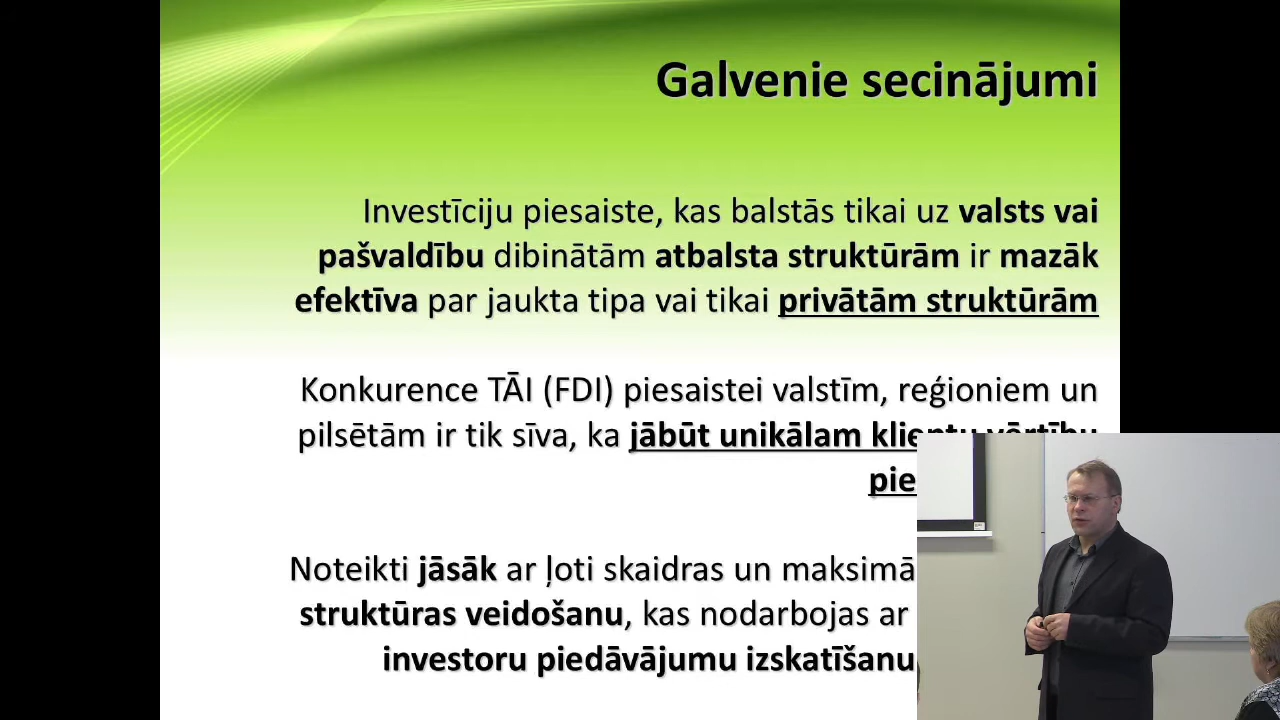 Galvenie secinājumi
Investīciju piesaiste, kas balstās tikai uz valsts vai
pašvaldību dibinātām atbalsta struktūrām ir mazāk
efektīva par jaukta tipa vai tikai privātām struktūrām
Konkurence TĀI (FDI) piesaistei valstīm, reģioniem un
pilsētām ir tik sīva, ka jābūt unikālam klientu vērtību
pie
Noteikti jāsāk ar ļoti skaidras un maksimā
struktūras veidošanu, kas nodarbojas ar
investoru piedāvājumu izskatīšanu